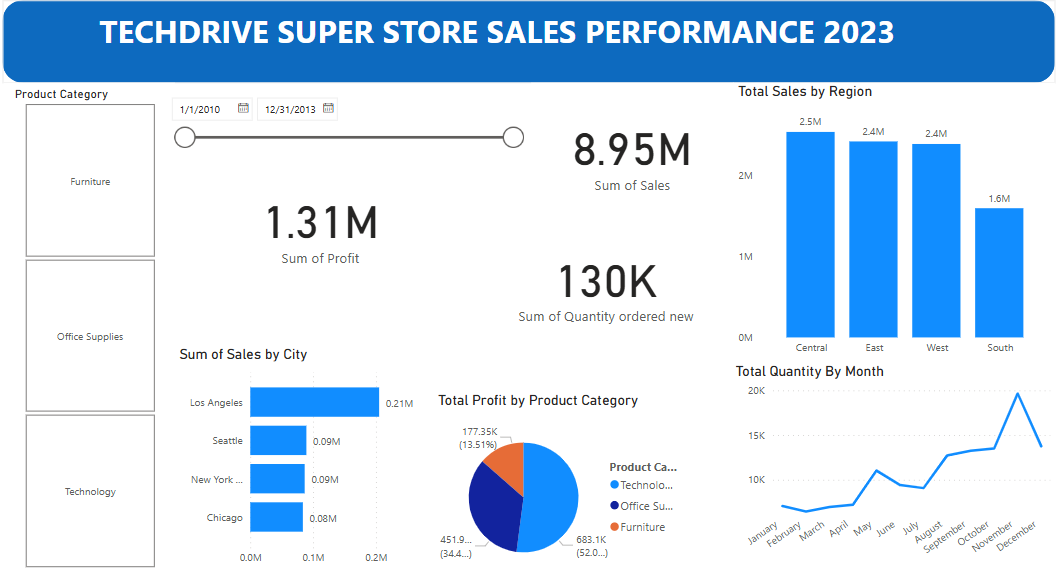 TECHDRIVE SUPER STORE SALES PERFORMANCE 2023
Product Category
Furniture
Office Supplies
Technology
1/1/2010
12/31/2013
1.31M
Sum of Profit
8.95M
Sum of Sales
130K
Sum of Quantity ordered new
Total Sales by Region
2.5M
2.4M
2.4M
1.6M
2M
1M
0M
Central
East
West
South
Sum of Sales by City
Los Angeles
0.21M
Seattle
0.09M
New York ...
0.09M
Chicago
0.08M
0.0M
0.1M
0.2M
Total Profit by Product Category
177.35K
(13.51%)
451.9...
(34.4...)
683.1K
(52.0...)
Product Ca...
Technolo...
Office Su...
Furniture
Total Quantity By Month
20K
15K
10K
January
February
March
April
May
June
July
August
September
October
November
December